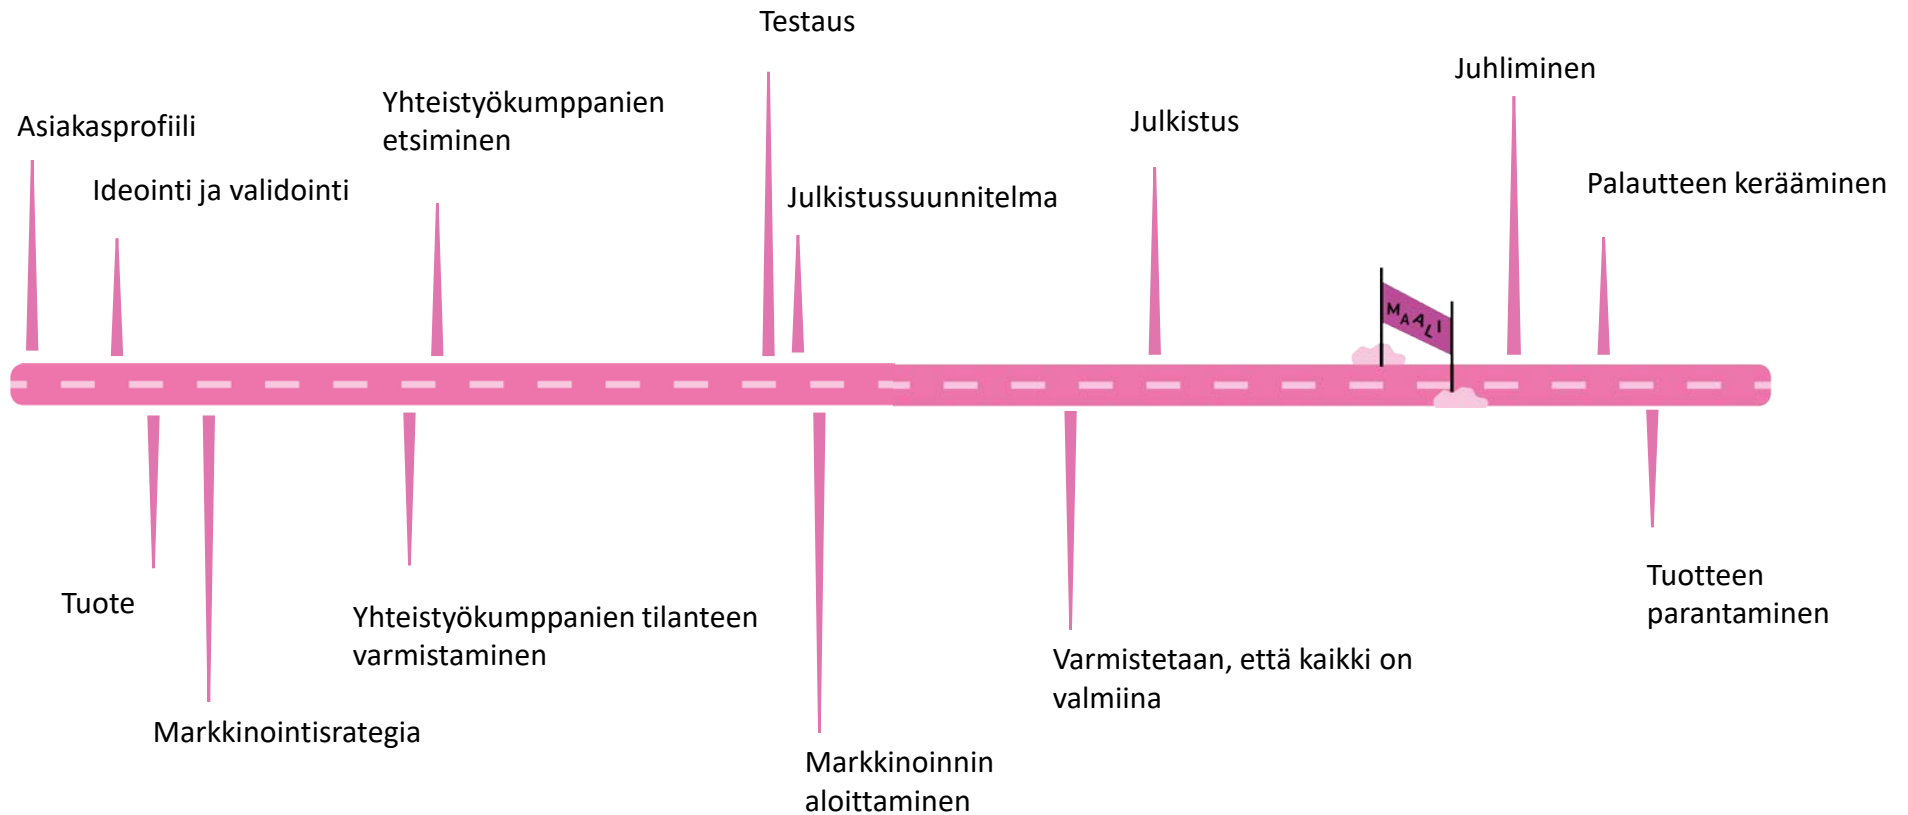 Testaus
Juhliminen
Yhteistyökumppanien
etsiminen
Asiakasprofiili
Julkistus
Ideointi ja validointi
Julkistussuunnitelma
Palautteen kerääminen
MAALI
Tuote
Yhteistyökumppanien tilanteen
varmistaminen
Markkinointisrategia
Markkinoinnin
aloittaminen
Varmistetaan, että kaikki on
valmiina
Tuotteen
parantaminen